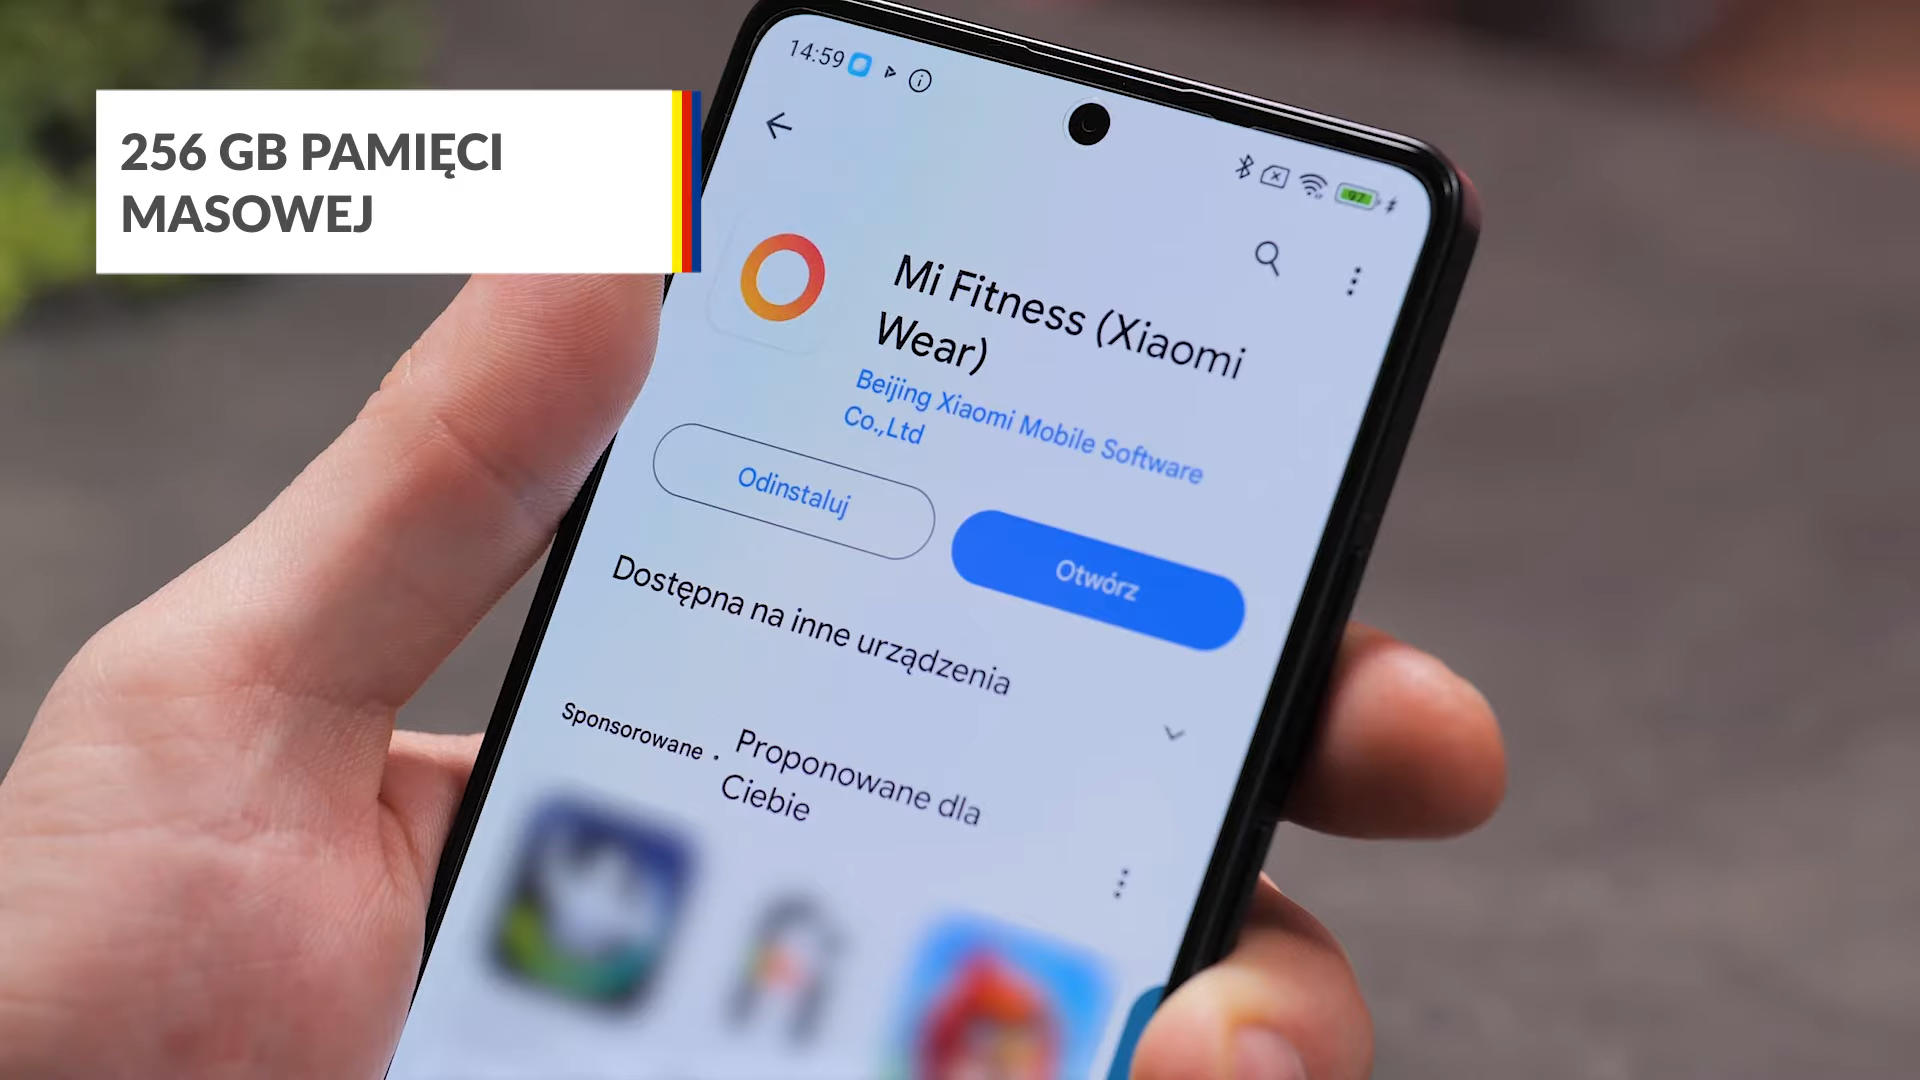 256 GB PAMIĘCI
MASOWEJ
14:59
97
Mi Fitness (Xiaomi
Wear)
Beijing Xiaomi Mobile Software
Co.,Ltd
Odinstaluj
Otwórz
Dostępna na inne urządzenia
Sponsorowane · Proponowane dla
Ciebie